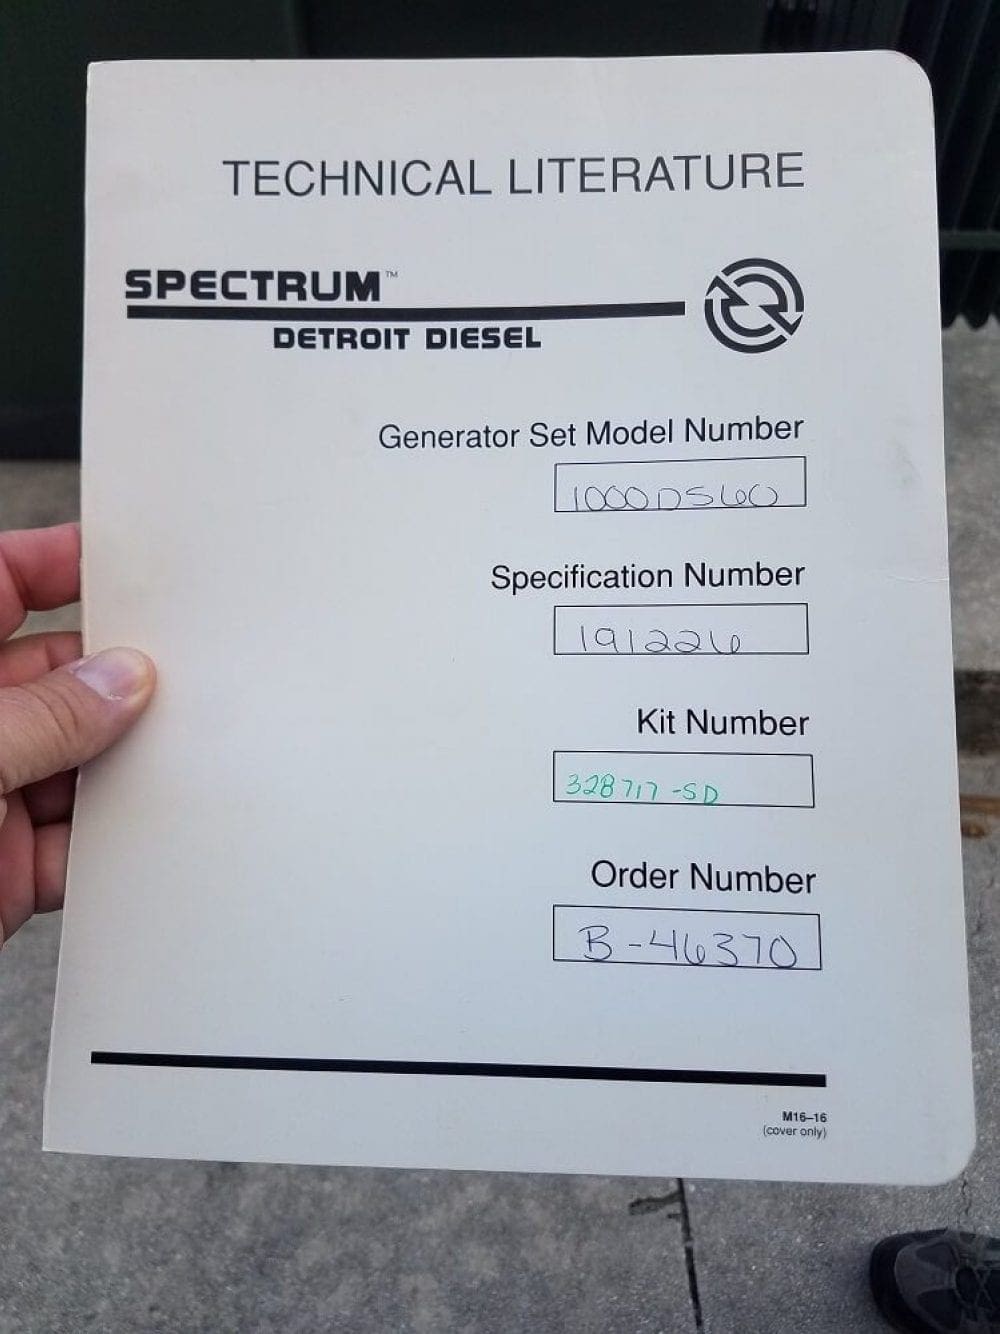 TECHNICAL LITERATURE
SPECTRUM™
DETROIT DIESEL
Generator Set Model Number
1000DS60
Specification Number
191226
Kit Number
328717-SD
Order Number
B-46370
M16–16
(cover only)